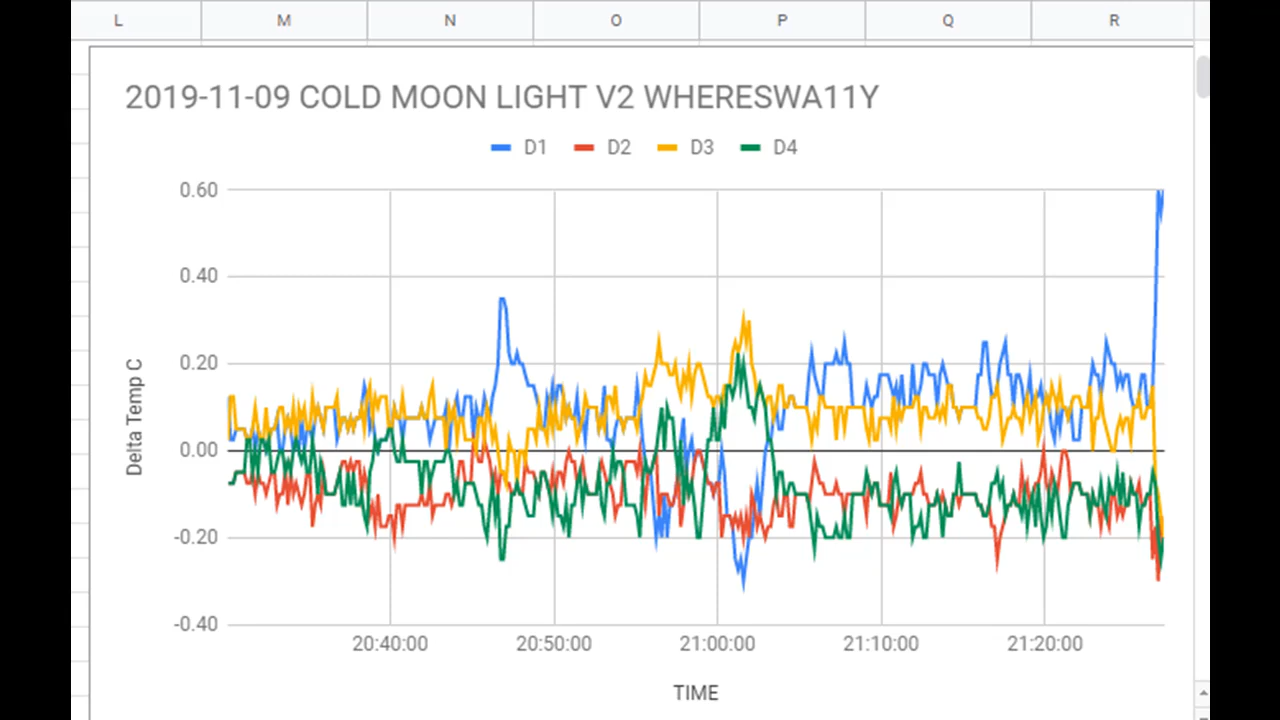 L M N O P Q R
2019-11-09 COLD MOON LIGHT V2 WHERESWA11Y
D1 D2 D3 D4
0.60
0.40
0.20
0.00
-0.20
-0.40
Delta Temp C
20:40:00 20:50:00 21:00:00 21:10:00 21:20:00
TIME